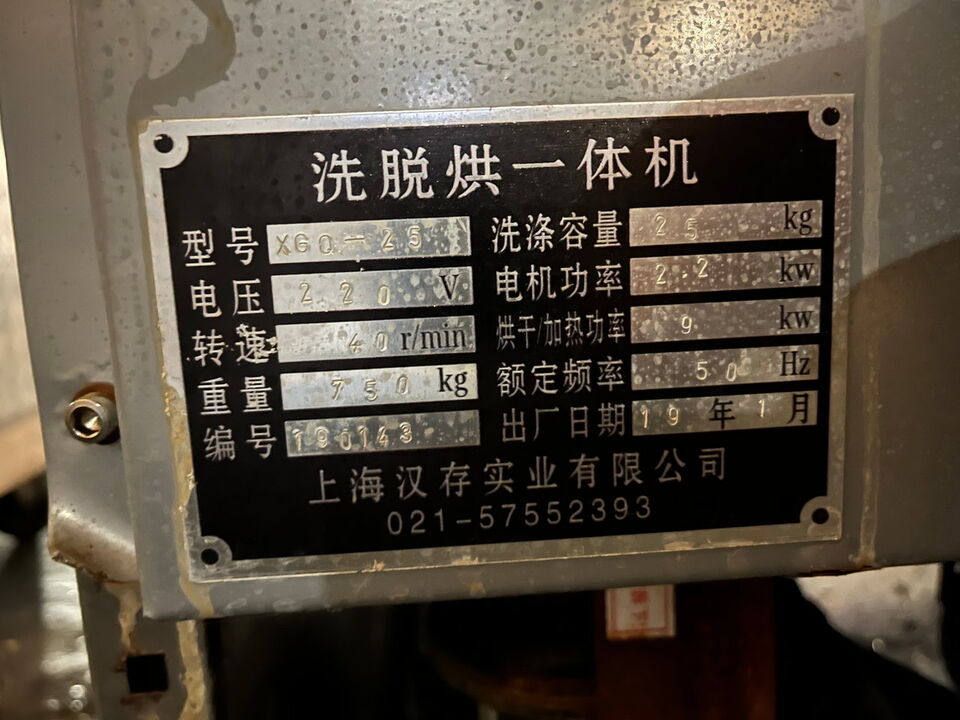 洗脱烘一体机
型号 XGQ-25 洗涤容量 25 kg
电压 220 V 电机功率 2.2 kw
转速 40 r/min 烘干/加热功率 9 kw
重量 750 kg 额定频率 50 Hz
编号 190143 出厂日期 19 年 1 月
上海汉存实业有限公司
021-57552393